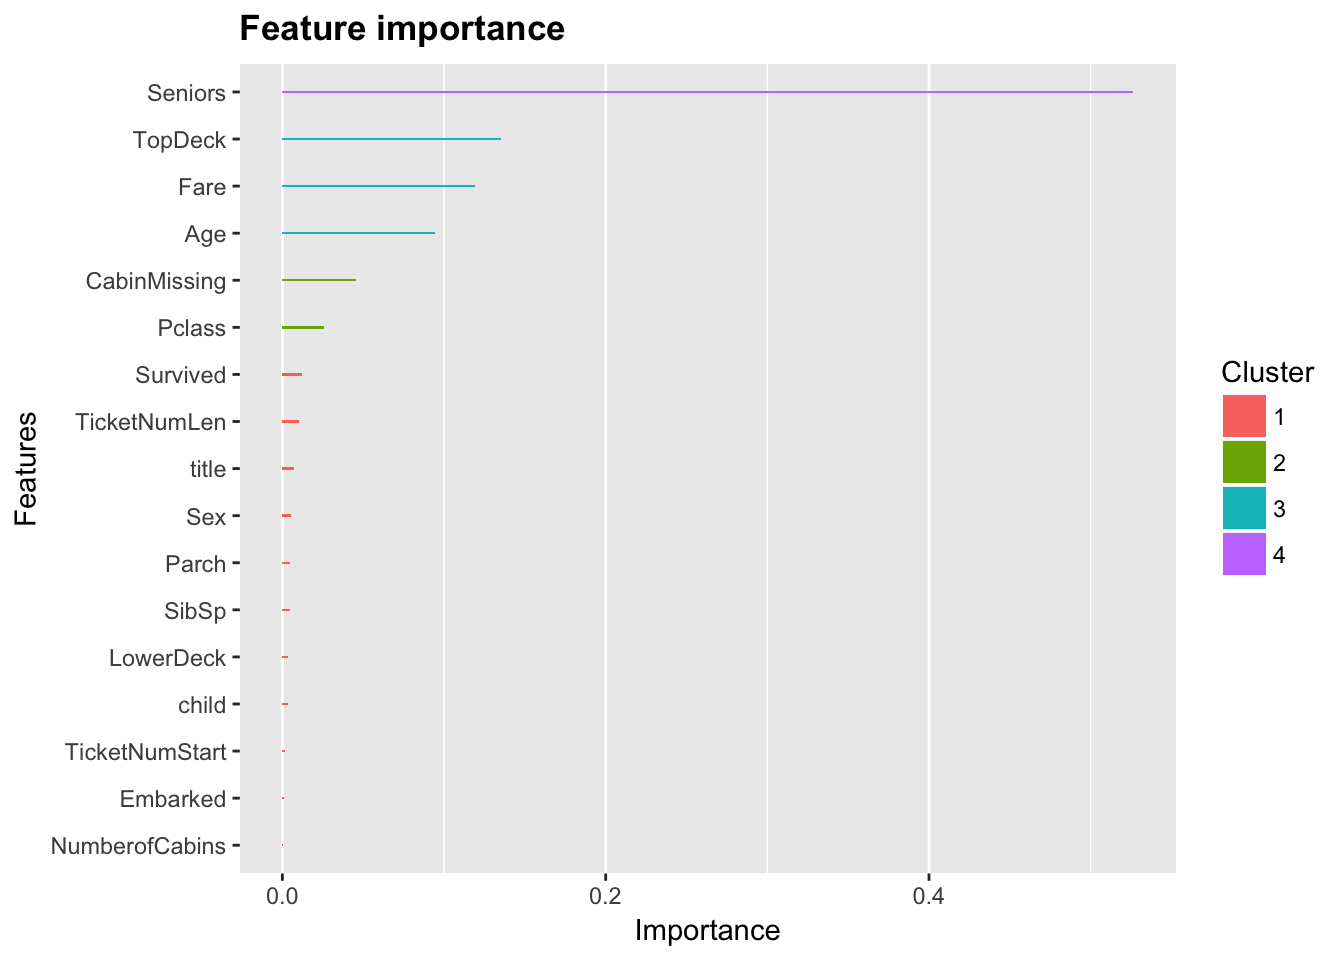 Feature importance
Seniors
TopDeck
Fare
Age
CabinMissing
Pclass
Survived
TicketNumLen
title
Sex
Parch
SibSp
LowerDeck
child
TicketNumStart
Embarked
NumberofCabins
Features
0.0 0.2 0.4
Importance
Cluster
1
2
3
4